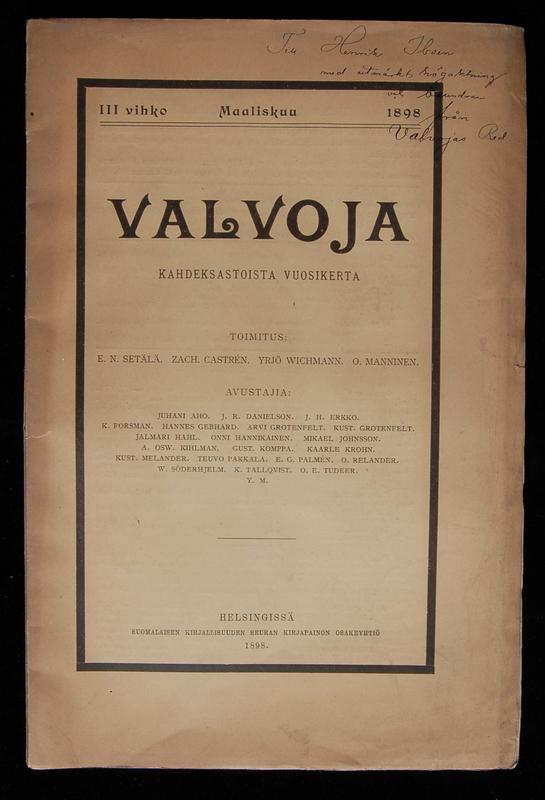 Till Henrik Ibsen
med utmärkt högaktning
från
Valvojas Red.
III vihko Maaliskuu 1898
VALVOJA
KAHDEKSASTOISTA VUOSIKERTA
TOIMITUS:
E. N. SETÄLÄ. ZACH. CASTRÉN. YRJÖ WICHMANN. O. MANNINEN.
AVUSTAJIA:
JUHANI AHO. J. R. DANIELSON. J. H. ERKKO.
K. FORSMAN. HANNES GEBHARD. ARVI GROTENFELT. KUST. GROTENFELT.
JALMARI HAHL. ONNI HANNIKAINEN. MIKAEL JOHNSSON.
A. OSW. KIHLMAN. GUST. KOMPPA. KAARLE KROHN.
KUST. MELANDER. TEUVO PAKKALA. E. G. PALMÉN. O. RELANDER.
W. SÖDERHJELM. K. TALLQVIST. O. E. TUDEER.
Y. M.
HELSINGISSÄ
SUOMALAISEN KIRJALLISUUDEN SEURAN KIRJAPAINON OSAKEYHTIÖ
1898.